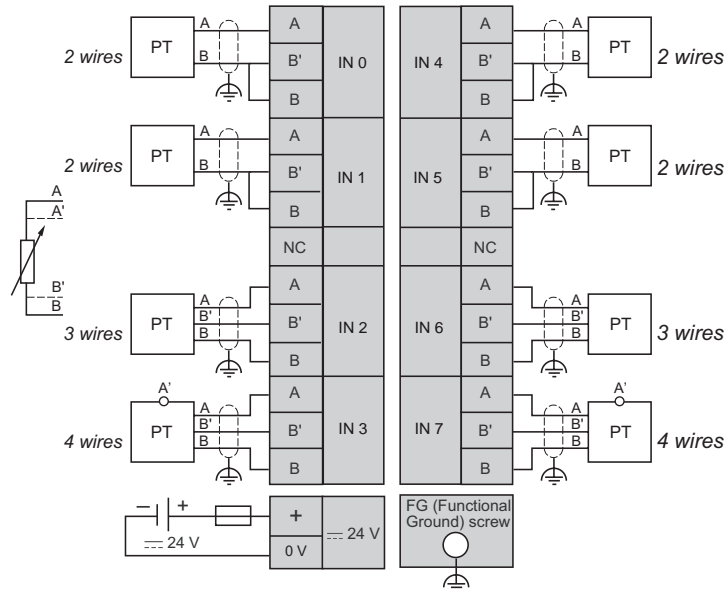 2 wires
PT
A
B
A
B'
B
IN 0
IN 4
A
B'
B
A
B
PT
2 wires
2 wires
PT
A
B
A
B'
B
IN 1
IN 5
A
B'
B
A
B
PT
2 wires
A
A'
B'
B
NC
NC
3 wires
PT
A
B'
B
A
B'
B
IN 2
IN 6
A
B'
B
A
B'
B
PT
3 wires
4 wires
A'
PT
A
B'
B
A
B'
B
IN 3
IN 7
A
B'
B
A
B'
B
A'
PT
4 wires
− +
24 V
+
0 V
24 V
FG (Functional
Ground) screw